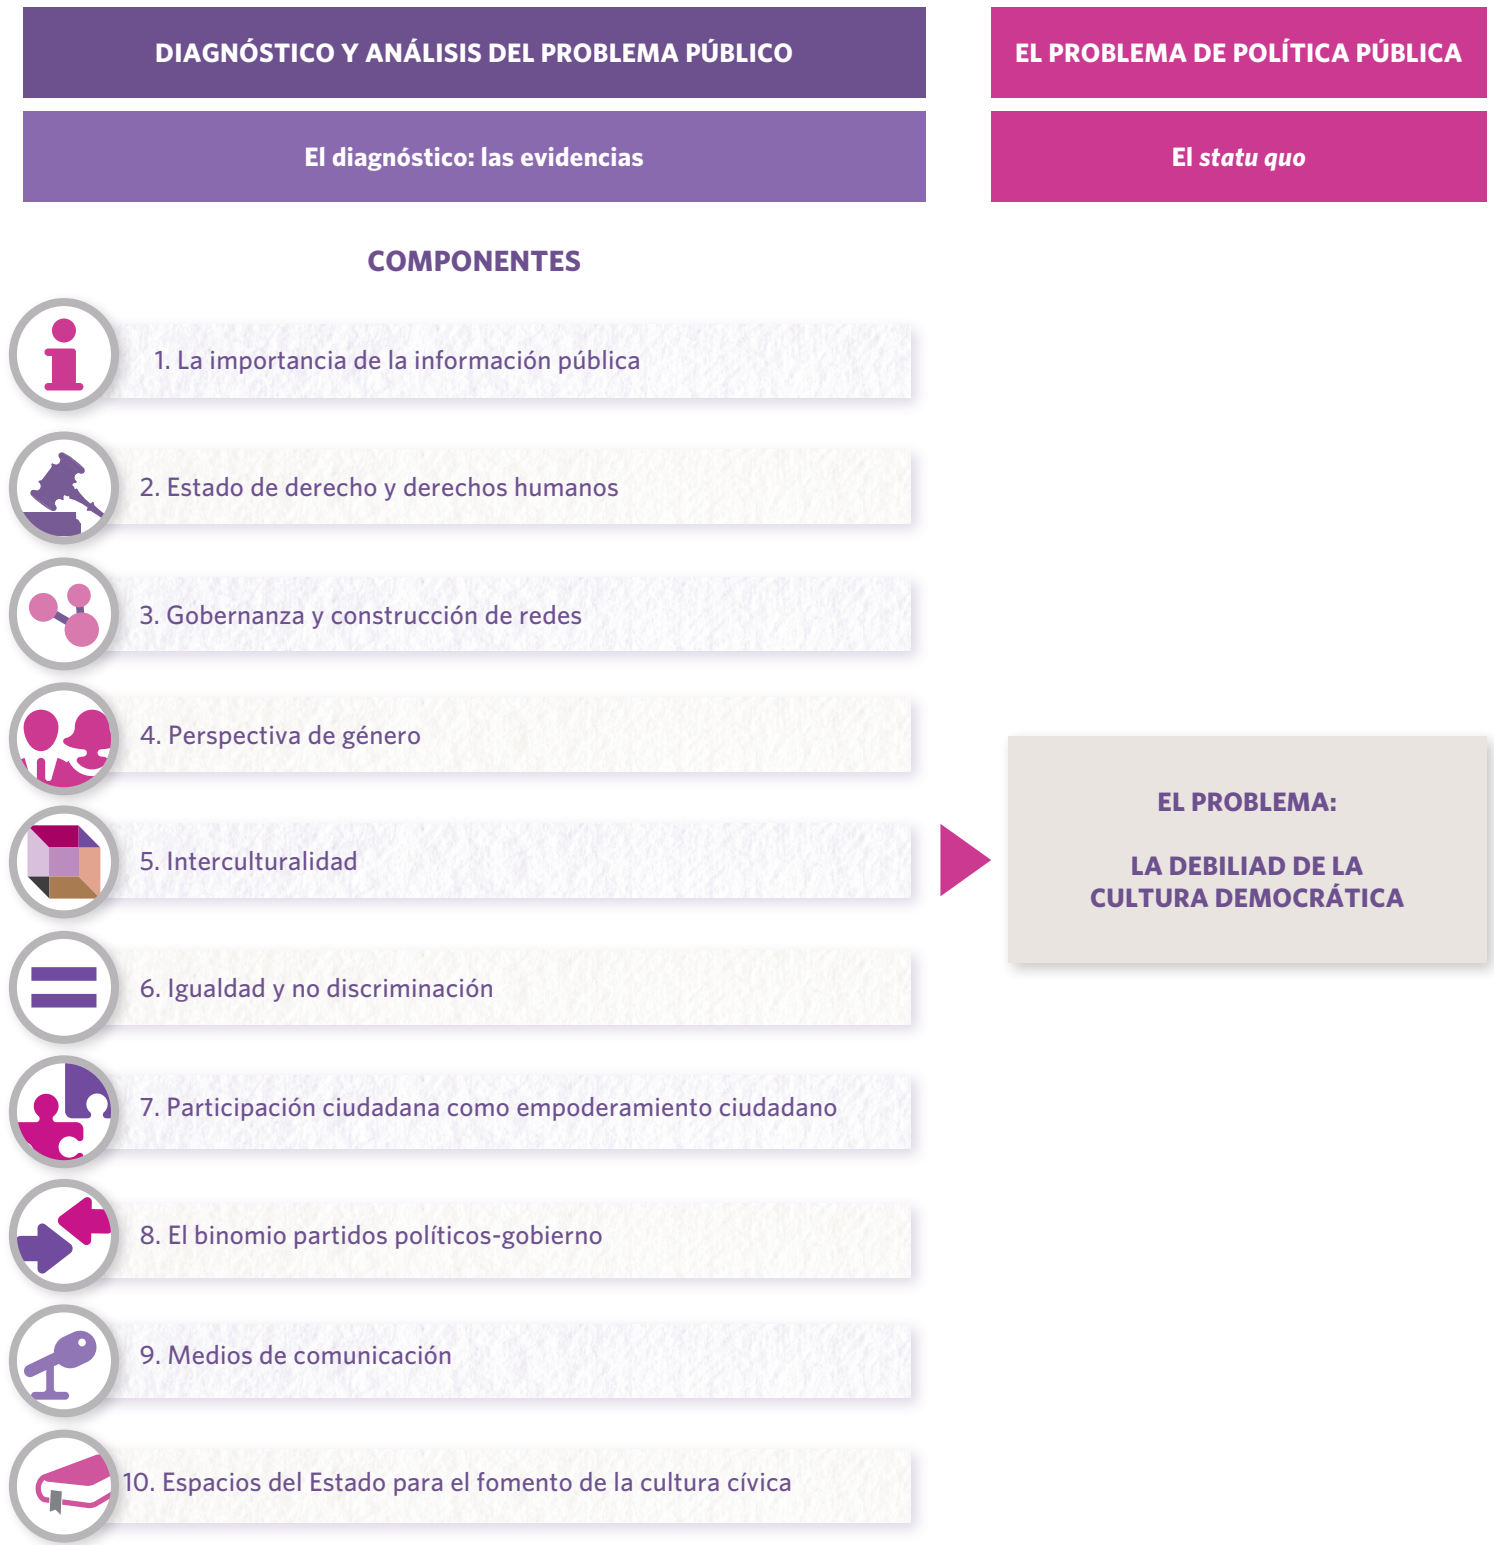 DIAGNÓSTICO Y ANÁLISIS DEL PROBLEMA PÚBLICO
EL PROBLEMA DE POLÍTICA PÚBLICA
El diagnóstico: las evidencias
El statu quo
COMPONENTES
1. La importancia de la información pública
2. Estado de derecho y derechos humanos
3. Gobernanza y construcción de redes
4. Perspectiva de género
5. Interculturalidad
6. Igualdad y no discriminación
7. Participación ciudadana como empoderamiento ciudadano
8. El binomio partidos políticos-gobierno
9. Medios de comunicación
10. Espacios del Estado para el fomento de la cultura cívica
EL PROBLEMA:
LA DEBILIAD DE LA
CULTURA DEMOCRÁTICA